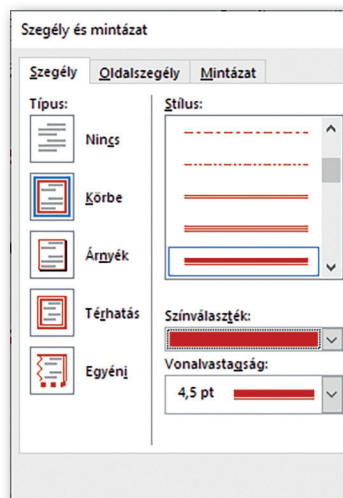 Szegély és mintázat
Szegély
Oldalszegély
Mintázat
Típus:
Nincs
Körbe
Árnyék
Térhatás
Egyéni
Stílus:
Színválaszték:
Vonalvastagság:
4,5 pt